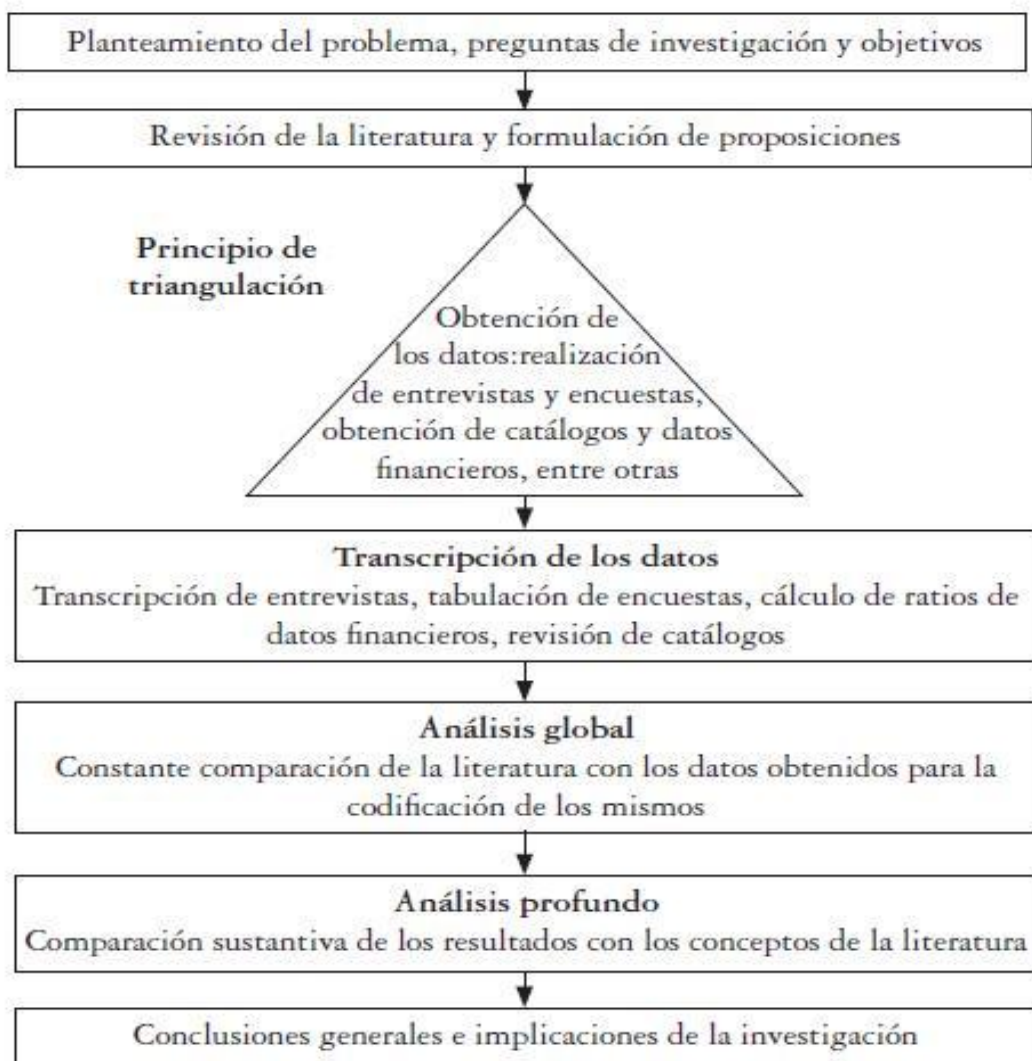 Planteamiento del problema, preguntas de investigación y objetivos
Revisión de la literatura y formulación de proposiciones
Principio de
triangulación
Obtención de
los datos:realización
de entrevistas y encuestas,
obtención de catálogos y datos
financieros, entre otras
Transcripción de los datos
Transcripción de entrevistas, tabulación de encuestas, cálculo de ratios de
datos financieros, revisión de catálogos
Análisis global
Constante comparación de la literatura con los datos obtenidos para la
codificación de los mismos
Análisis profundo
Comparación sustantiva de los resultados con los conceptos de la literatura
Conclusiones generales e implicaciones de la investigación